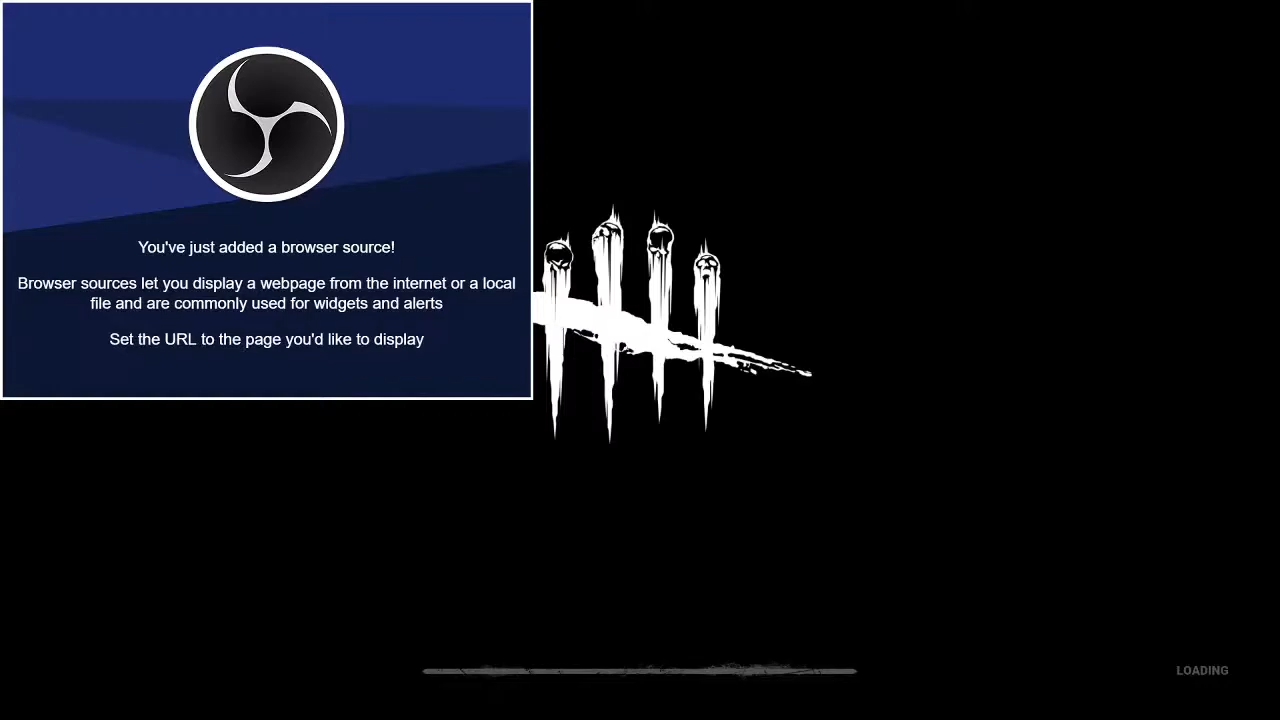 You've just added a browser source!
Browser sources let you display a webpage from the internet or a local
file and are commonly used for widgets and alerts
Set the URL to the page you'd like to display
LOADING